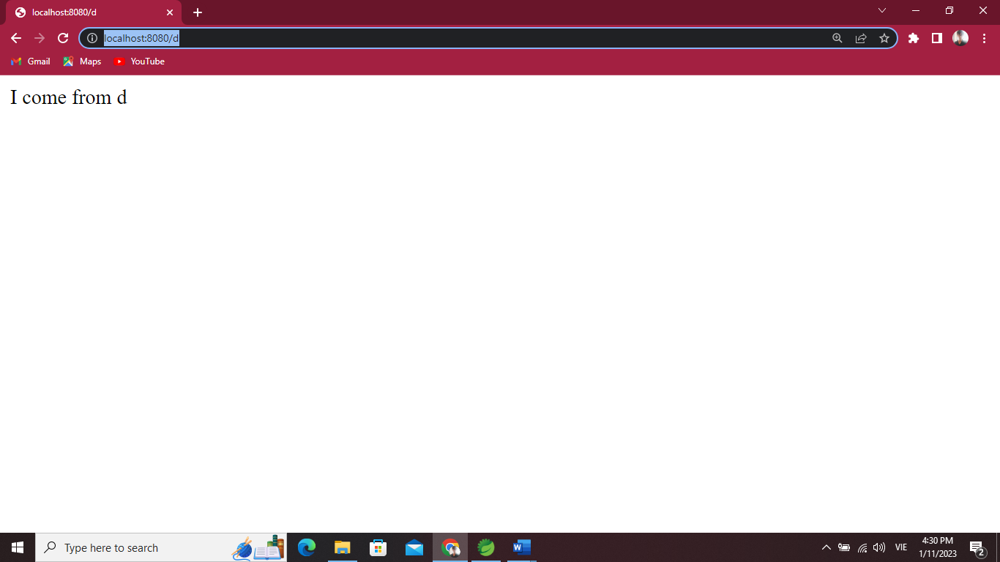 localhost:8080/d
localhost:8080/d
Gmail Maps YouTube
I come from d
Type here to search
VIE
4:30 PM
1/11/2023
2